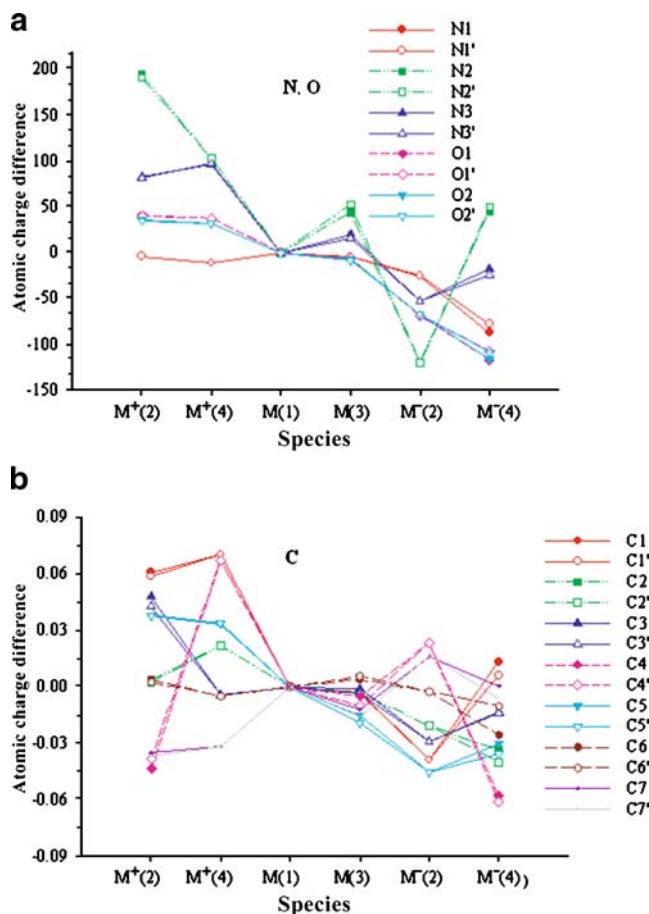 a
N, O
N1
N1'
N2
N2'
N3
N3'
O1
O1'
O2
O2'
Atomic charge difference
200
150
100
50
0
-50
-100
-150
M⁺(2) M⁺(4) M(1) M(3) M⁻(2) M⁻(4)
Species
b
C
C1
C1'
C2
C2'
C3
C3'
C4
C4'
C5
C5'
C6
C6'
C7
C7'
Atomic charge difference
0.09
0.06
0.03
0.00
-0.03
-0.06
-0.09
M⁺(2) M⁺(4) M(1) M(3) M⁻(2) M⁻(4))
Species